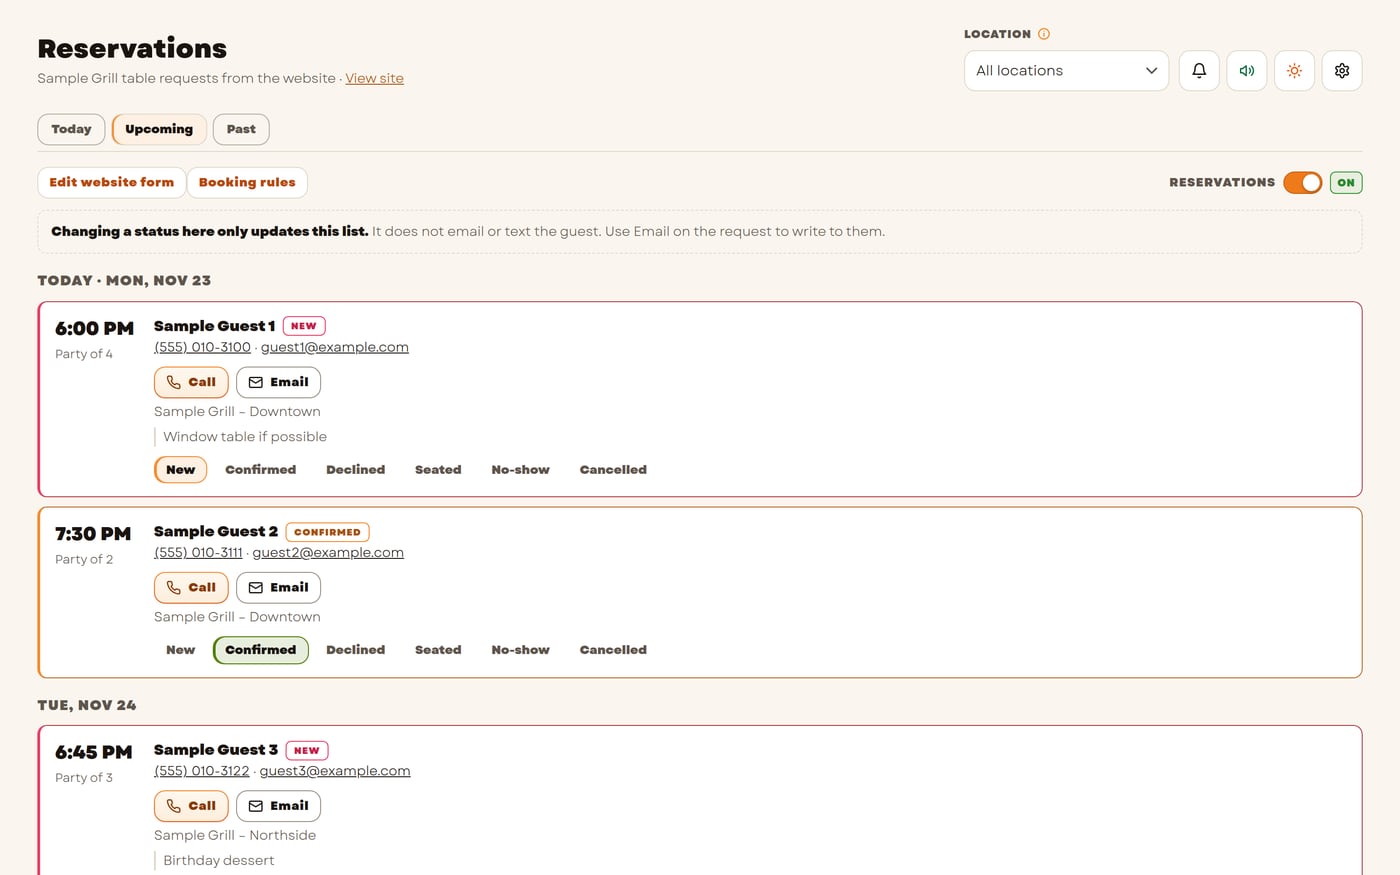 Reservations
Sample Grill table requests from the website · View site
LOCATION
All locations
Today Upcoming Past
Edit website form Booking rules
RESERVATIONS ON
Changing a status here only updates this list. It does not email or text the guest. Use Email on the request to write to them.
TODAY · MON, NOV 23
6:00 PM Sample Guest 1 NEW
Party of 4 (555) 010-3100 · guest1@example.com
Call Email
Sample Grill – Downtown
Window table if possible
New Confirmed Declined Seated No-show Cancelled
7:30 PM Sample Guest 2 CONFIRMED
Party of 2 (555) 010-3111 · guest2@example.com
Call Email
Sample Grill – Downtown
New Confirmed Declined Seated No-show Cancelled
TUE, NOV 24
6:45 PM Sample Guest 3 NEW
Party of 3 (555) 010-3122 · guest3@example.com
Call Email
Sample Grill – Northside
Birthday dessert